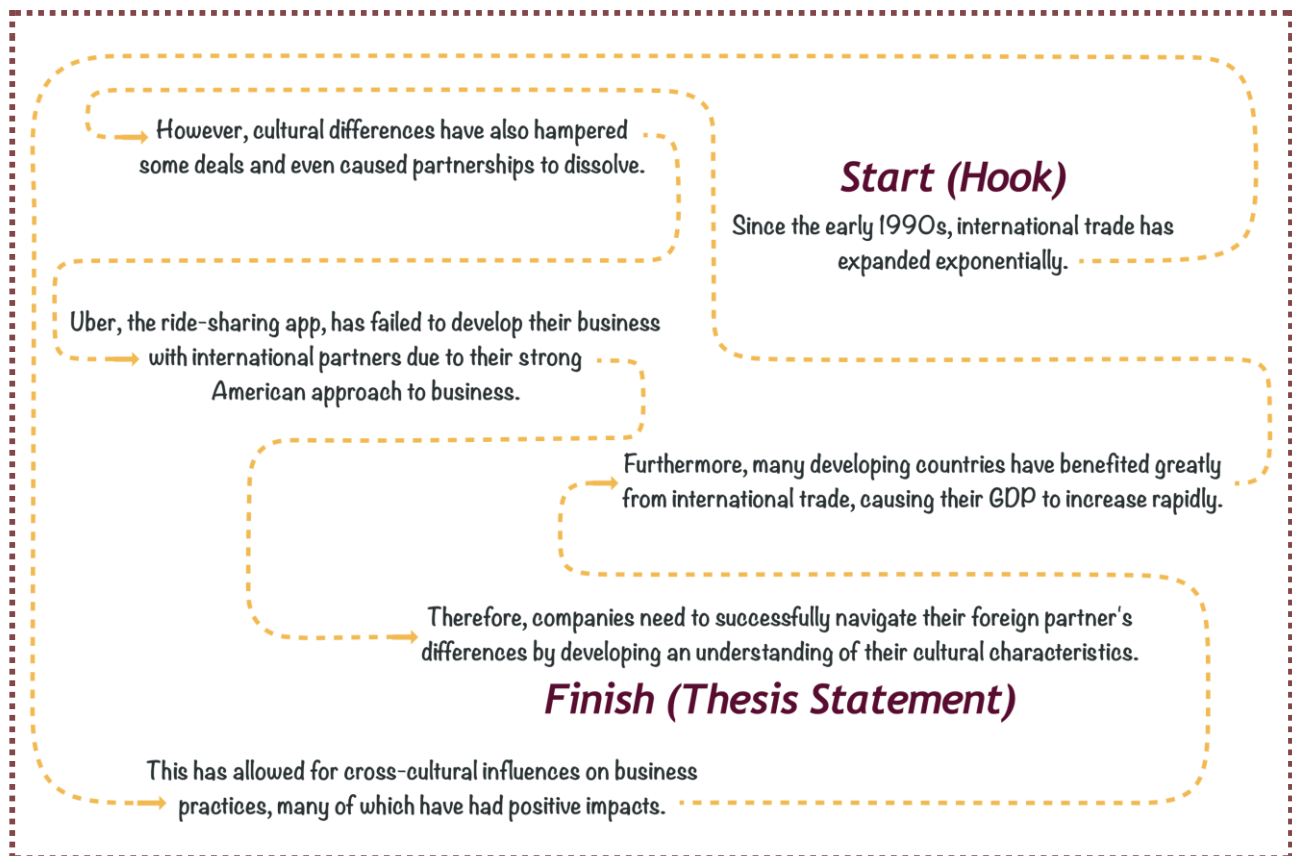 Start (Hook)
Since the early 1990s, international trade has
expanded exponentially.
This has allowed for cross-cultural influences on business
practices, many of which have had positive impacts.
Furthermore, many developing countries have benefited greatly
from international trade, causing their GDP to increase rapidly.
However, cultural differences have also hampered
some deals and even caused partnerships to dissolve.
Uber, the ride-sharing app, has failed to develop their business
with international partners due to their strong
American approach to business.
Therefore, companies need to successfully navigate their foreign partner's
differences by developing an understanding of their cultural characteristics.
Finish (Thesis Statement)